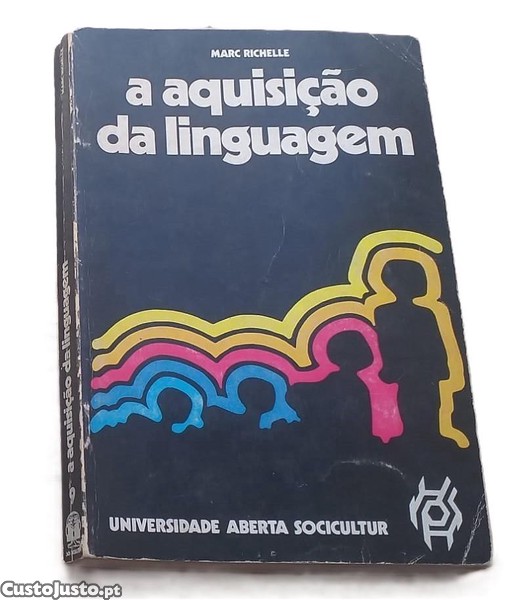 MARC RICHELLE
a aquisição
da linguagem
UNIVERSIDADE ABERTA SOCICULTUR
a aquisição da linguagem
CustoJusto.pt